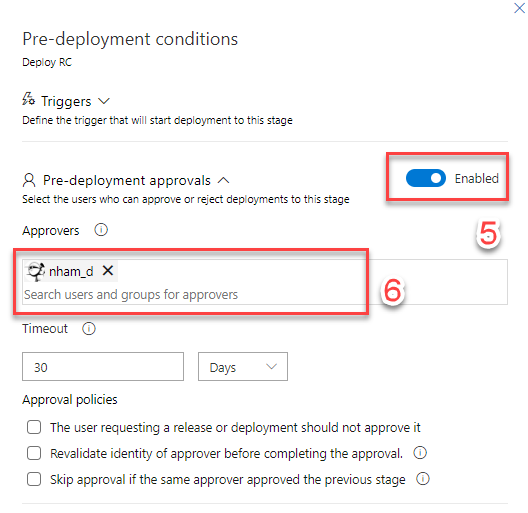 Pre-deployment conditions
Deploy RC
Triggers
Define the trigger that will start deployment to this stage
Pre-deployment approvals
Enabled
Select the users who can approve or reject deployments to this stage
5
Approvers
nham_d
Search users and groups for approvers
6
Timeout
30 Days
Approval policies
The user requesting a release or deployment should not approve it
Revalidate identity of approver before completing the approval.
Skip approval if the same approver approved the previous stage